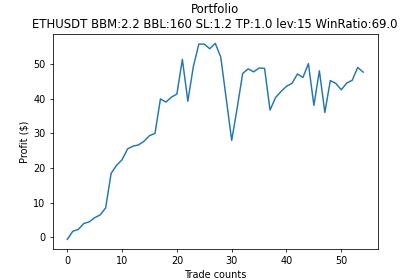 Portfolio
ETHUSDT BBM:2.2 BBL:160 SL:1.2 TP:1.0 lev:15 WinRatio:69.0
50
40
30
20
10
0
Profit ($)
0 10 20 30 40 50
Trade counts